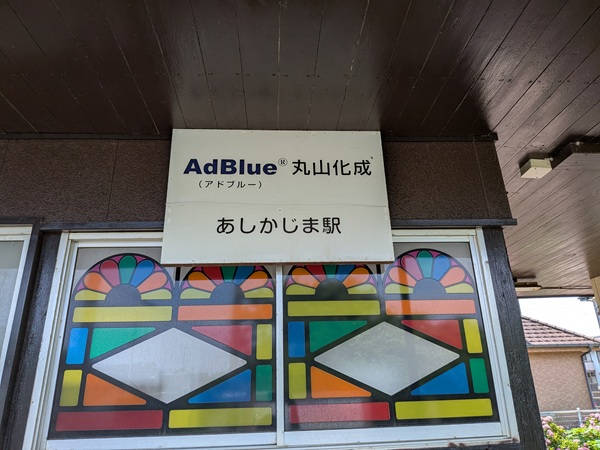 AdBlue® 丸山化成
(アドブルー)
あしかじま駅